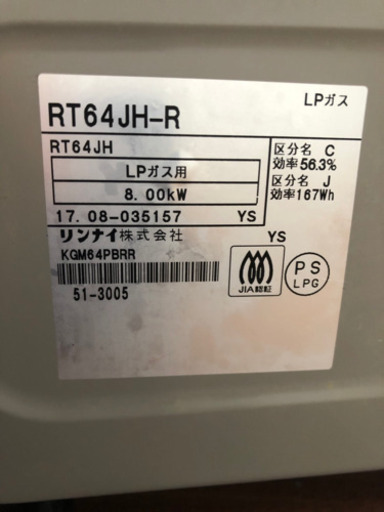 LPガス
RT64JH-R
RT64JH
LPガス用
8.00kW
17.08-035157 YS
区分名 C
効率56.3%
区分名 J
効率167Wh
リンナイ株式会社 YS
KGM64PBRR
51-3005
JIA認証
PS
LPG